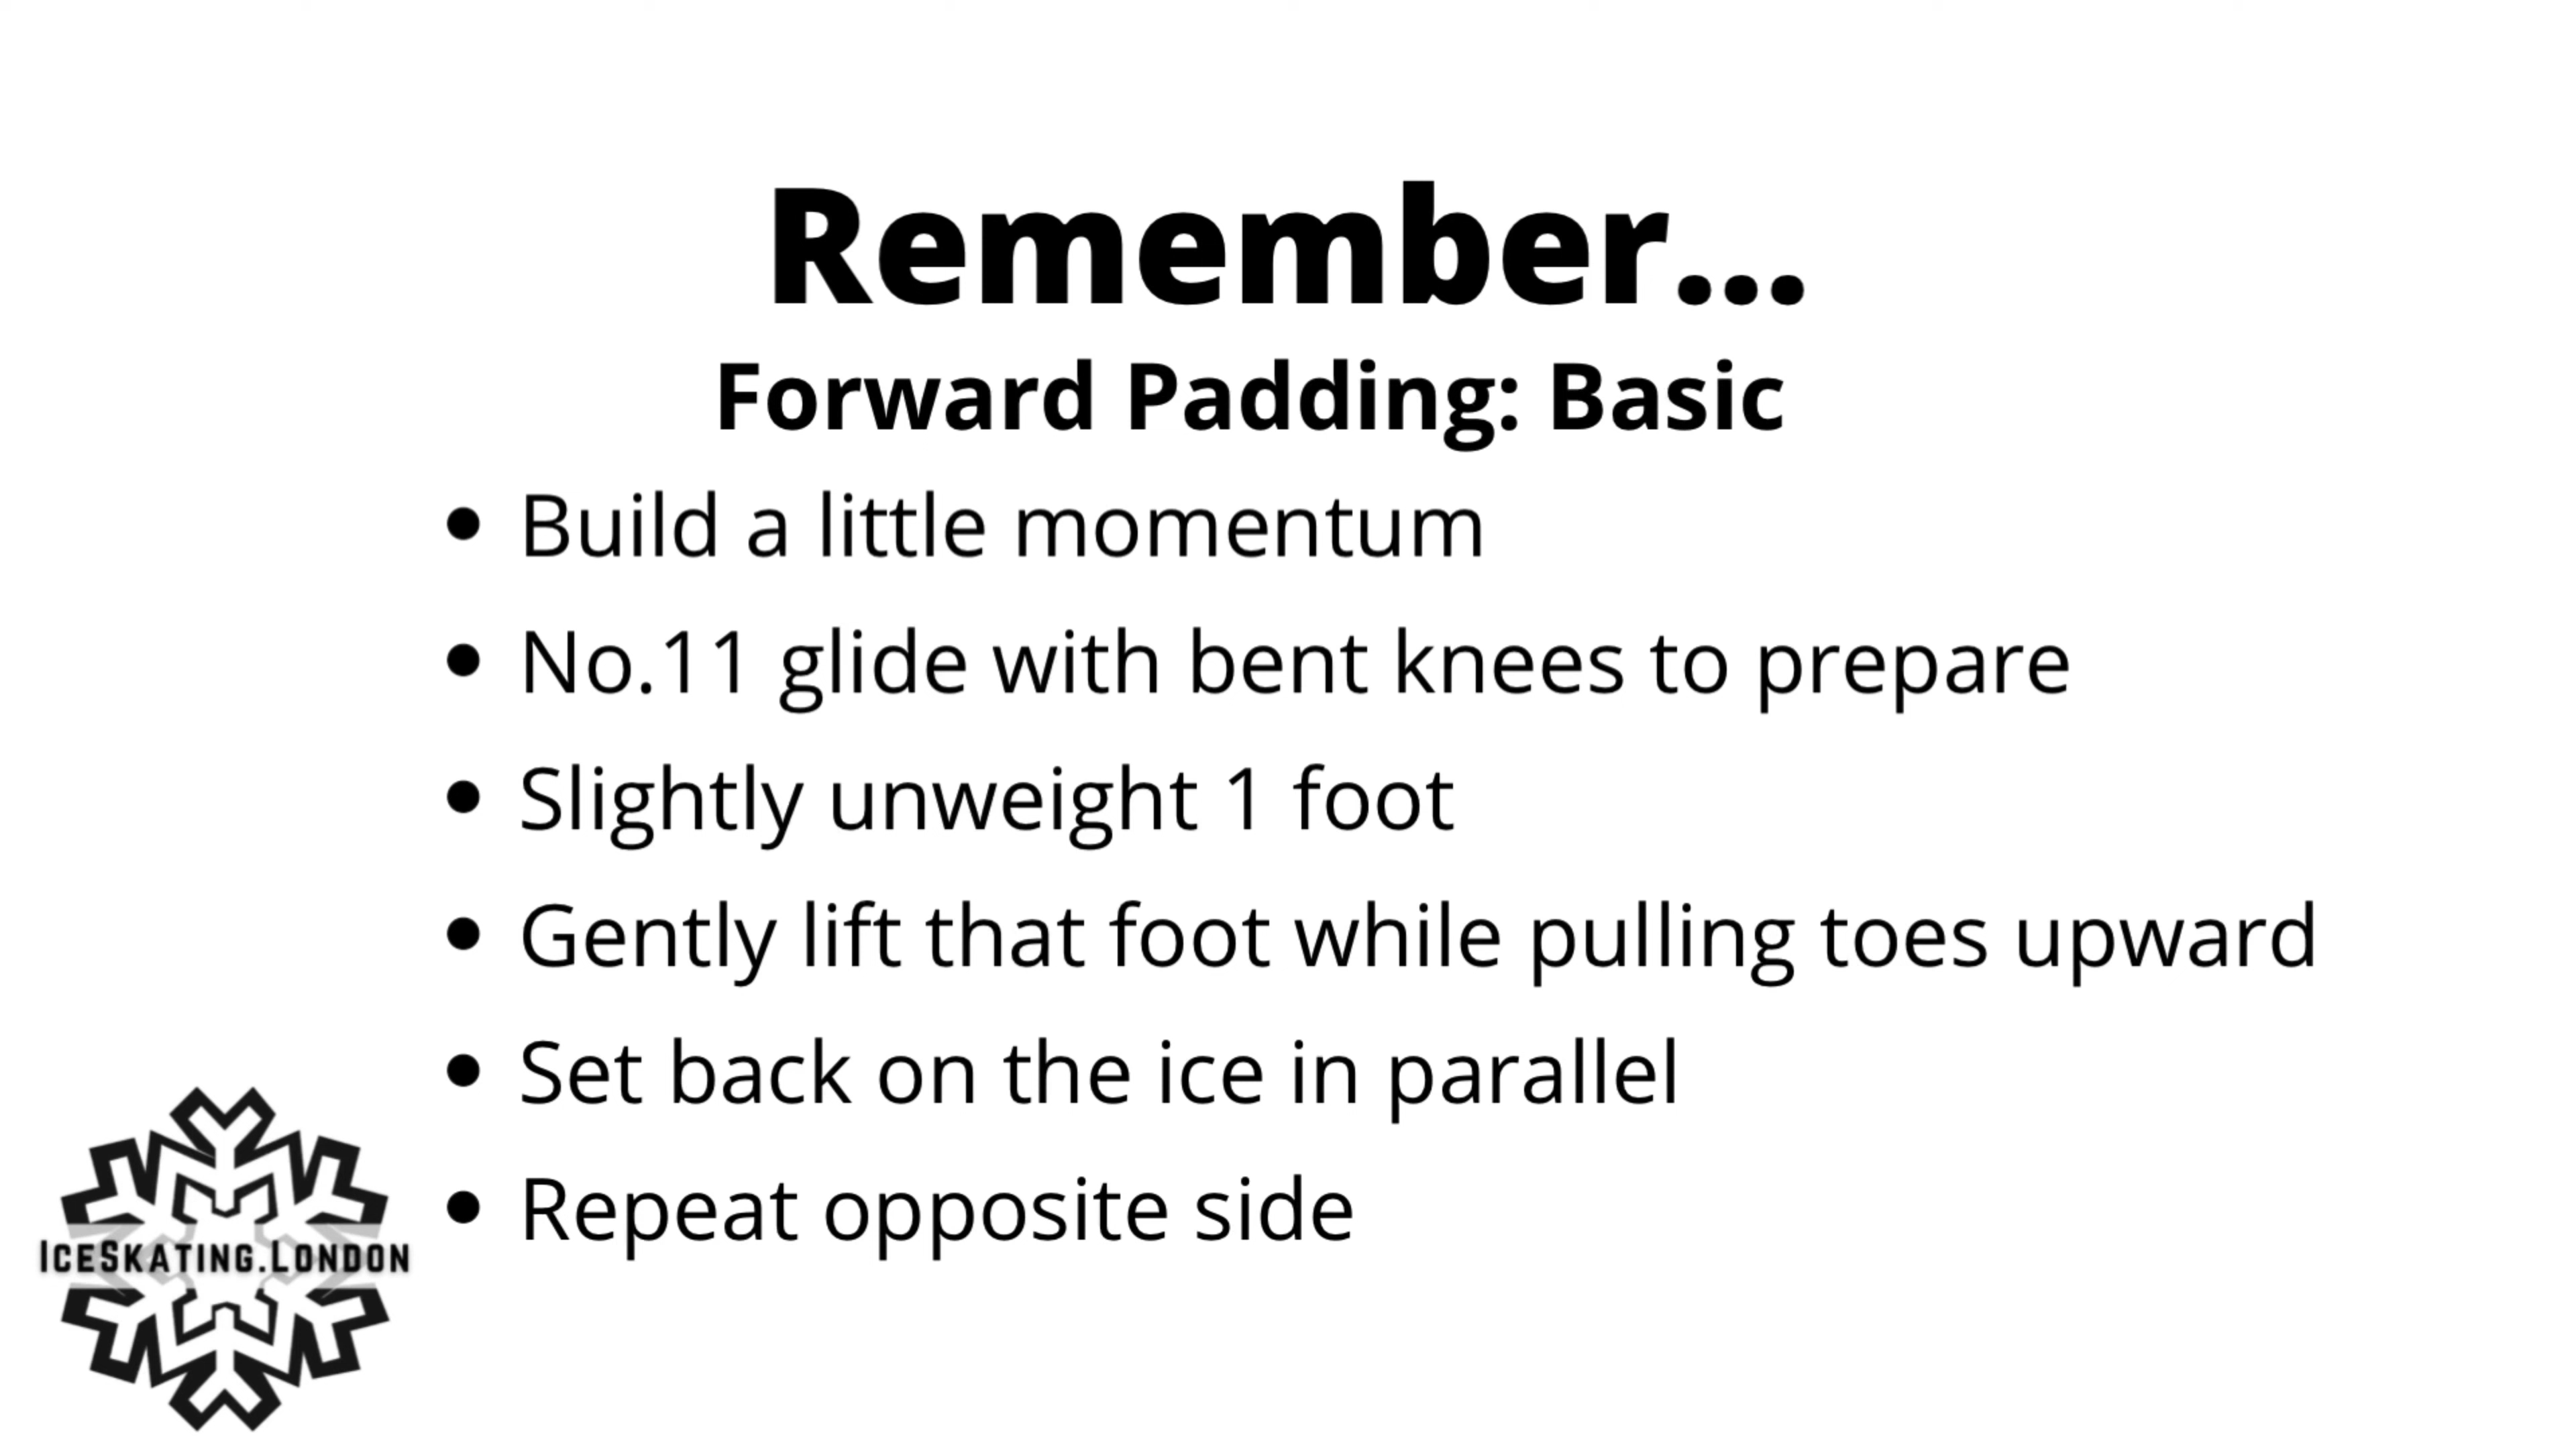 Remember...
Forward Padding: Basic
• Build a little momentum
• No.11 glide with bent knees to prepare
• Slightly unweight 1 foot
• Gently lift that foot while pulling toes upward
• Set back on the ice in parallel
• Repeat opposite side
IceSkating.London